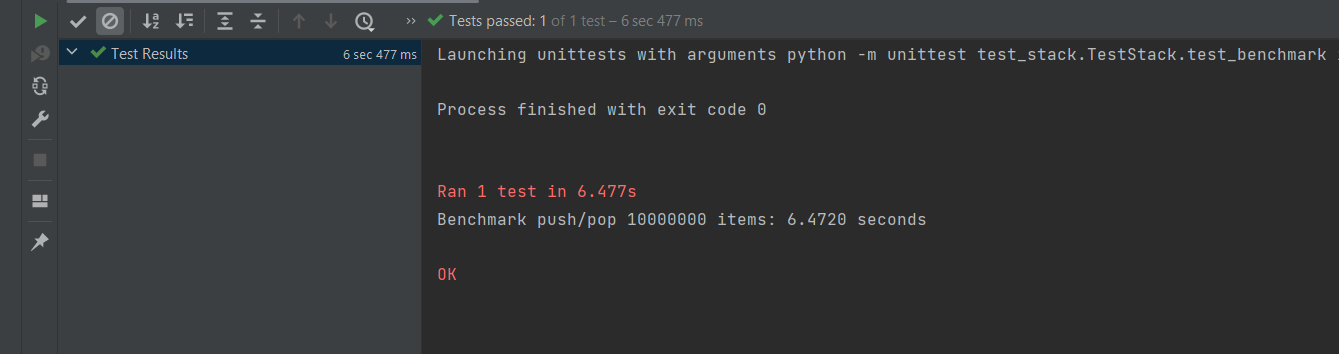 Tests passed: 1 of 1 test – 6 sec 477 ms
Test Results 6 sec 477 ms
Launching unittests with arguments python -m unittest test_stack.TestStack.test_benchmark
Process finished with exit code 0
Ran 1 test in 6.477s
Benchmark push/pop 10000000 items: 6.4720 seconds
OK